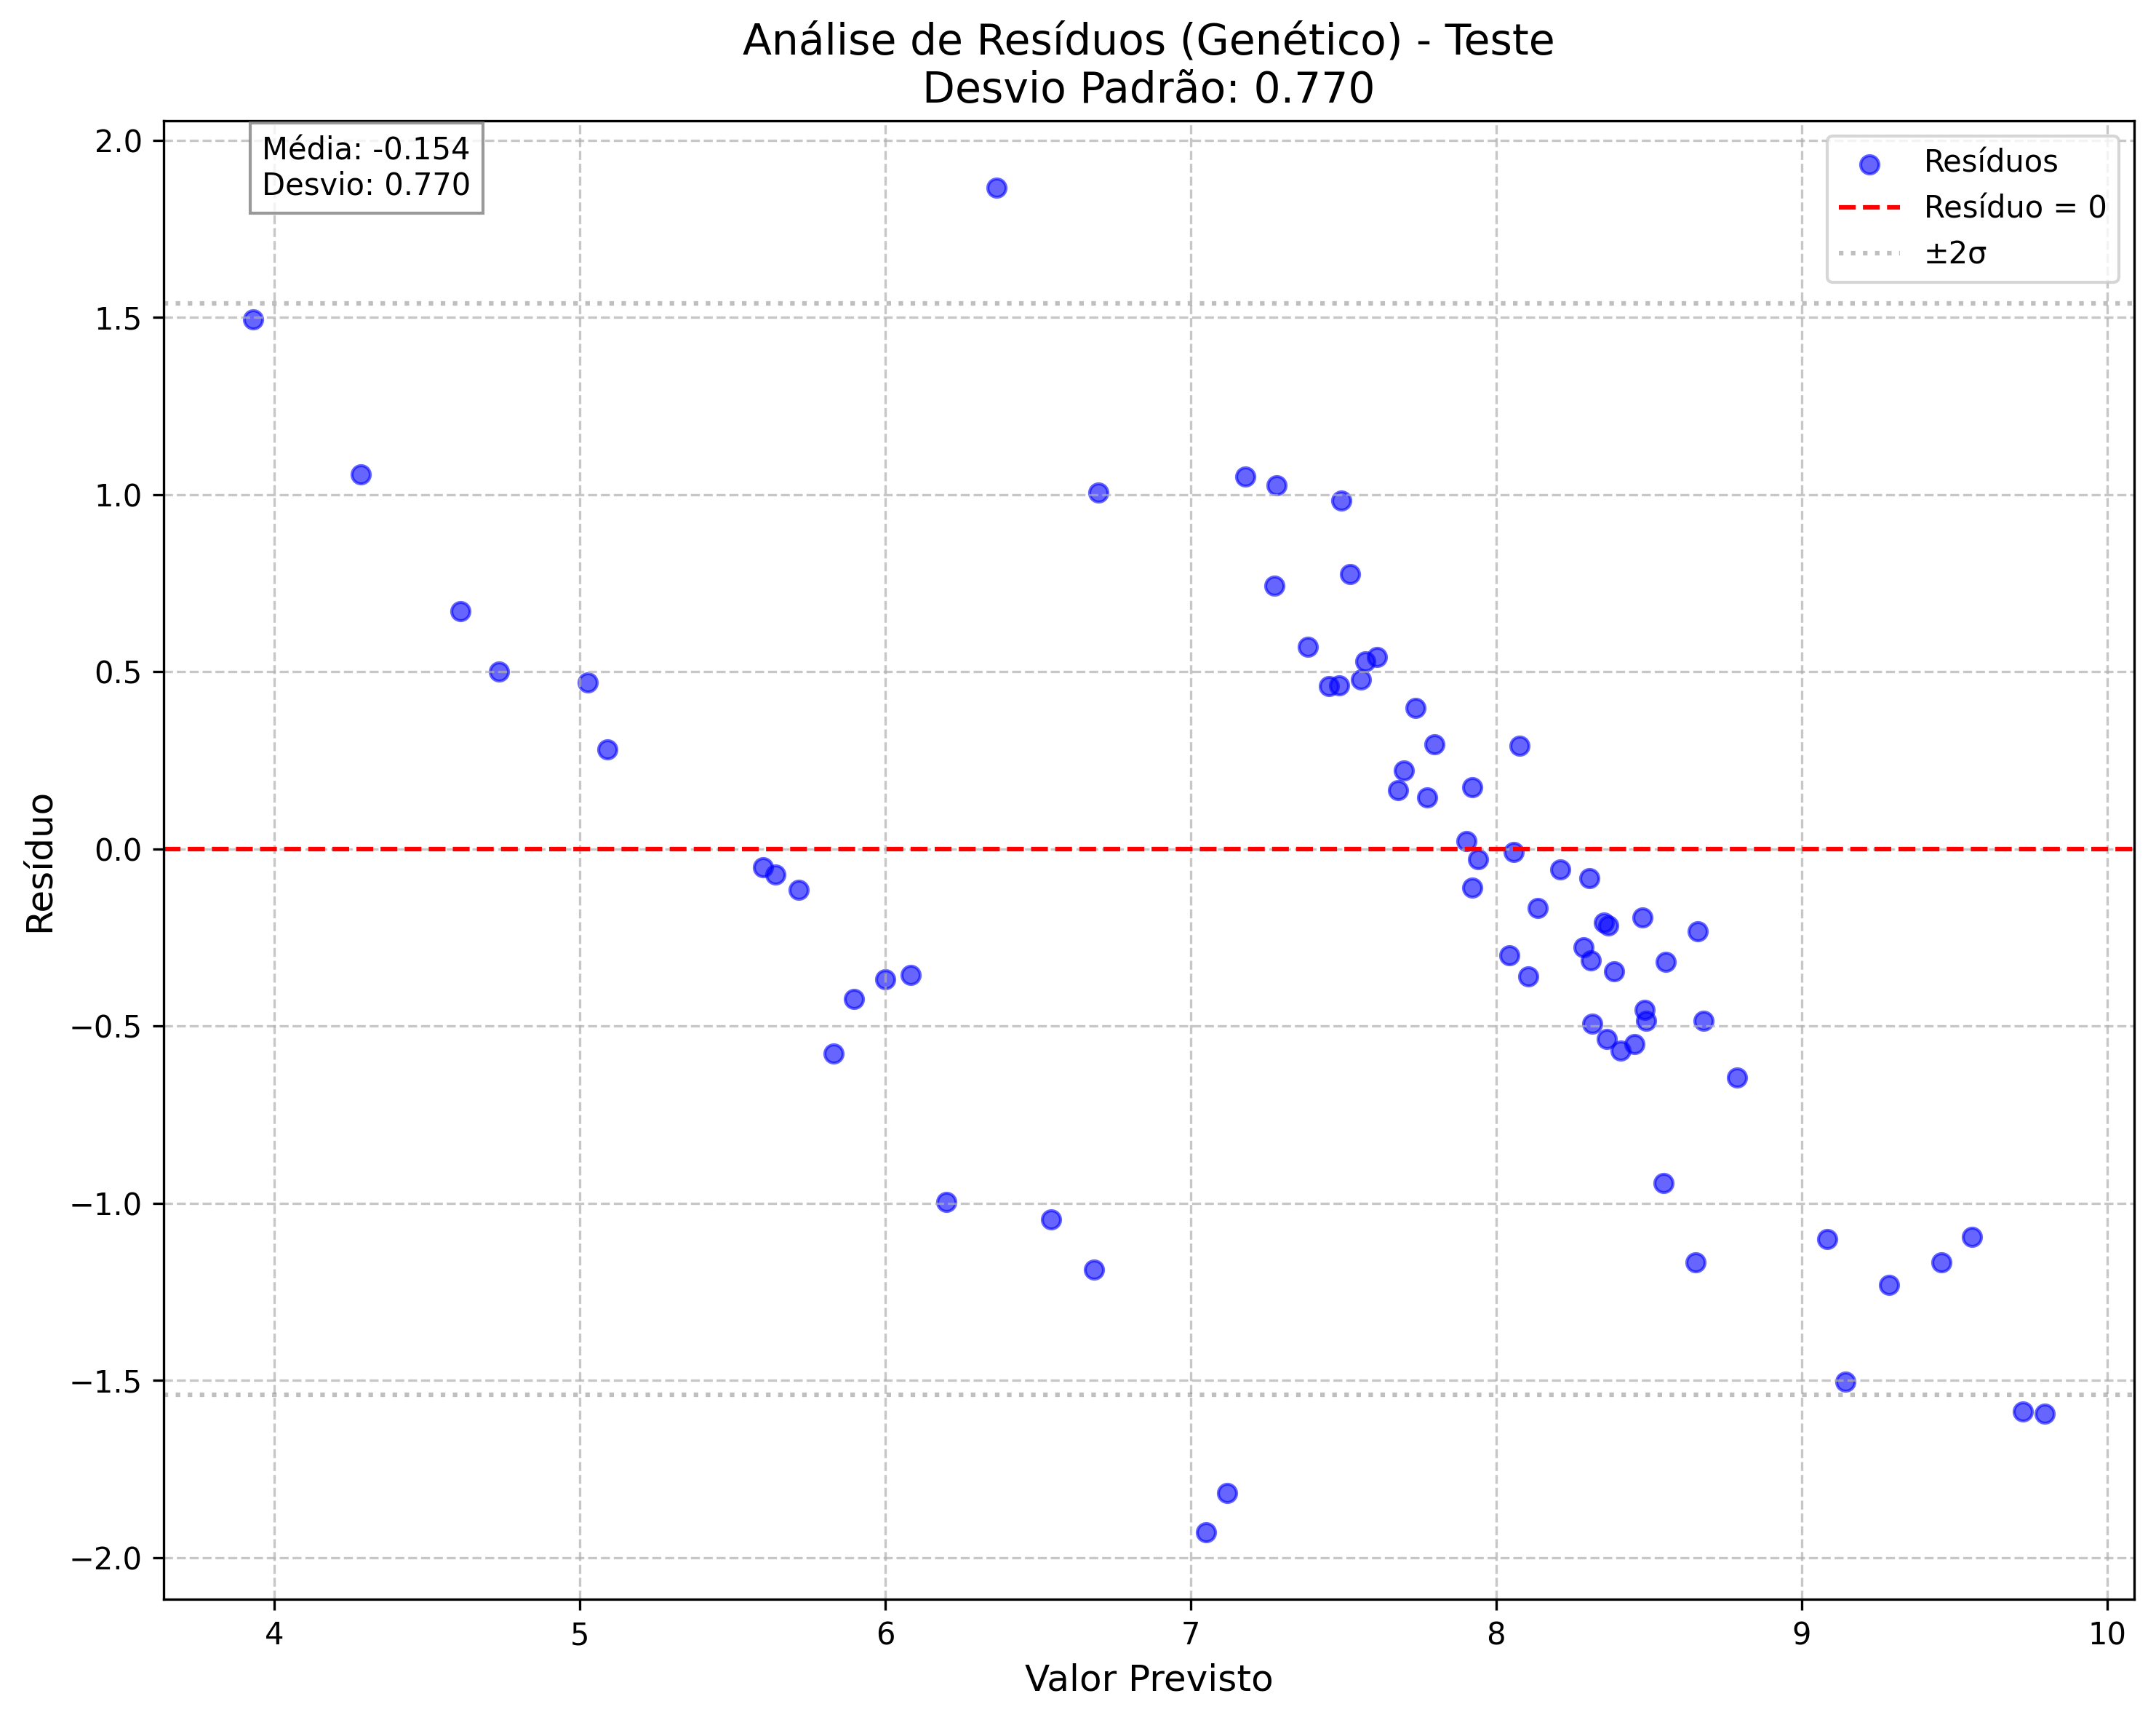 Análise de Resíduos (Genético) - Teste
Desvio Padrão: 0.770
Média: -0.154
Desvio: 0.770
Resíduos
Resíduo = 0
±2σ
2.0
1.5
1.0
0.5
0.0
−0.5
−1.0
−1.5
−2.0
Resíduo
4
5
6
7
8
9
10
Valor Previsto